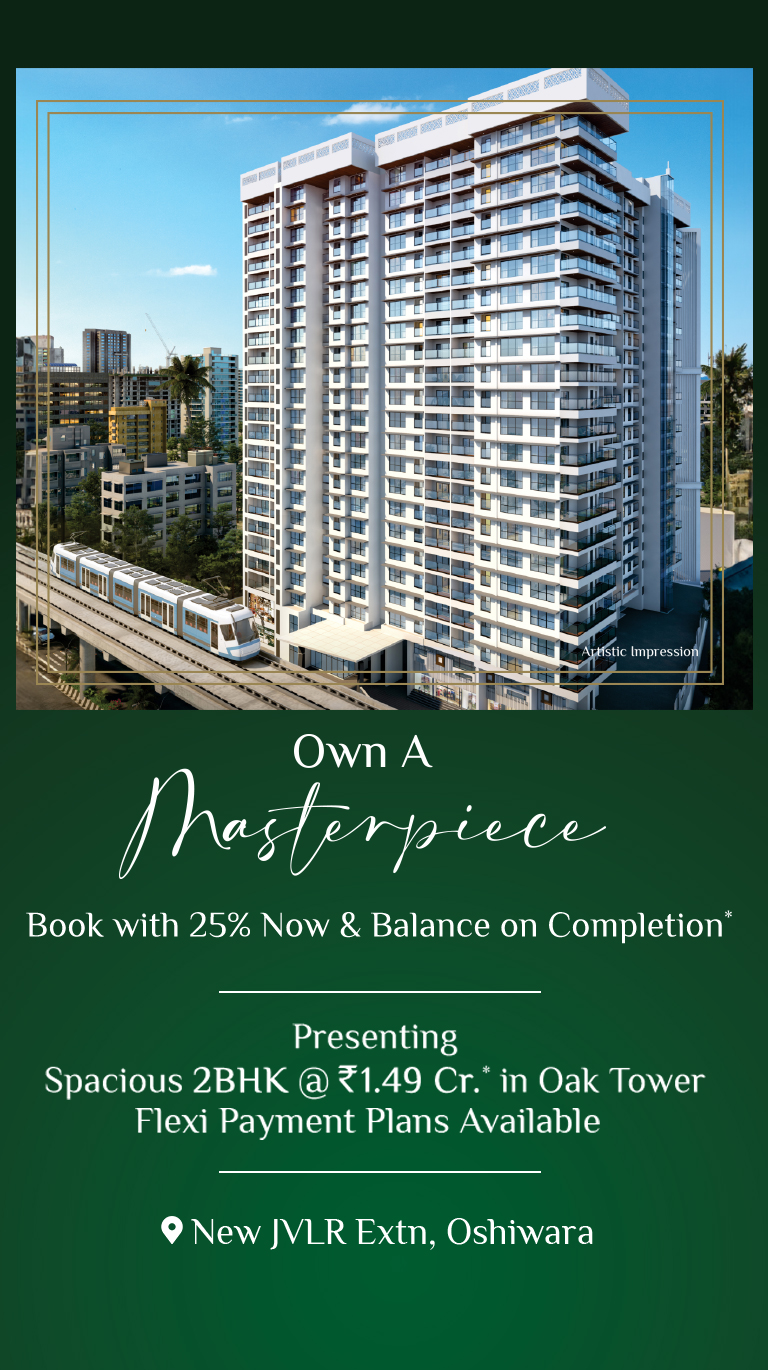 Artistic Impression
Own A
Masterpiece
Book with 25% Now & Balance on Completion*
Presenting
Spacious 2BHK @ ₹1.49 Cr.* in Oak Tower
Flexi Payment Plans Available
New JVLR Extn, Oshiwara